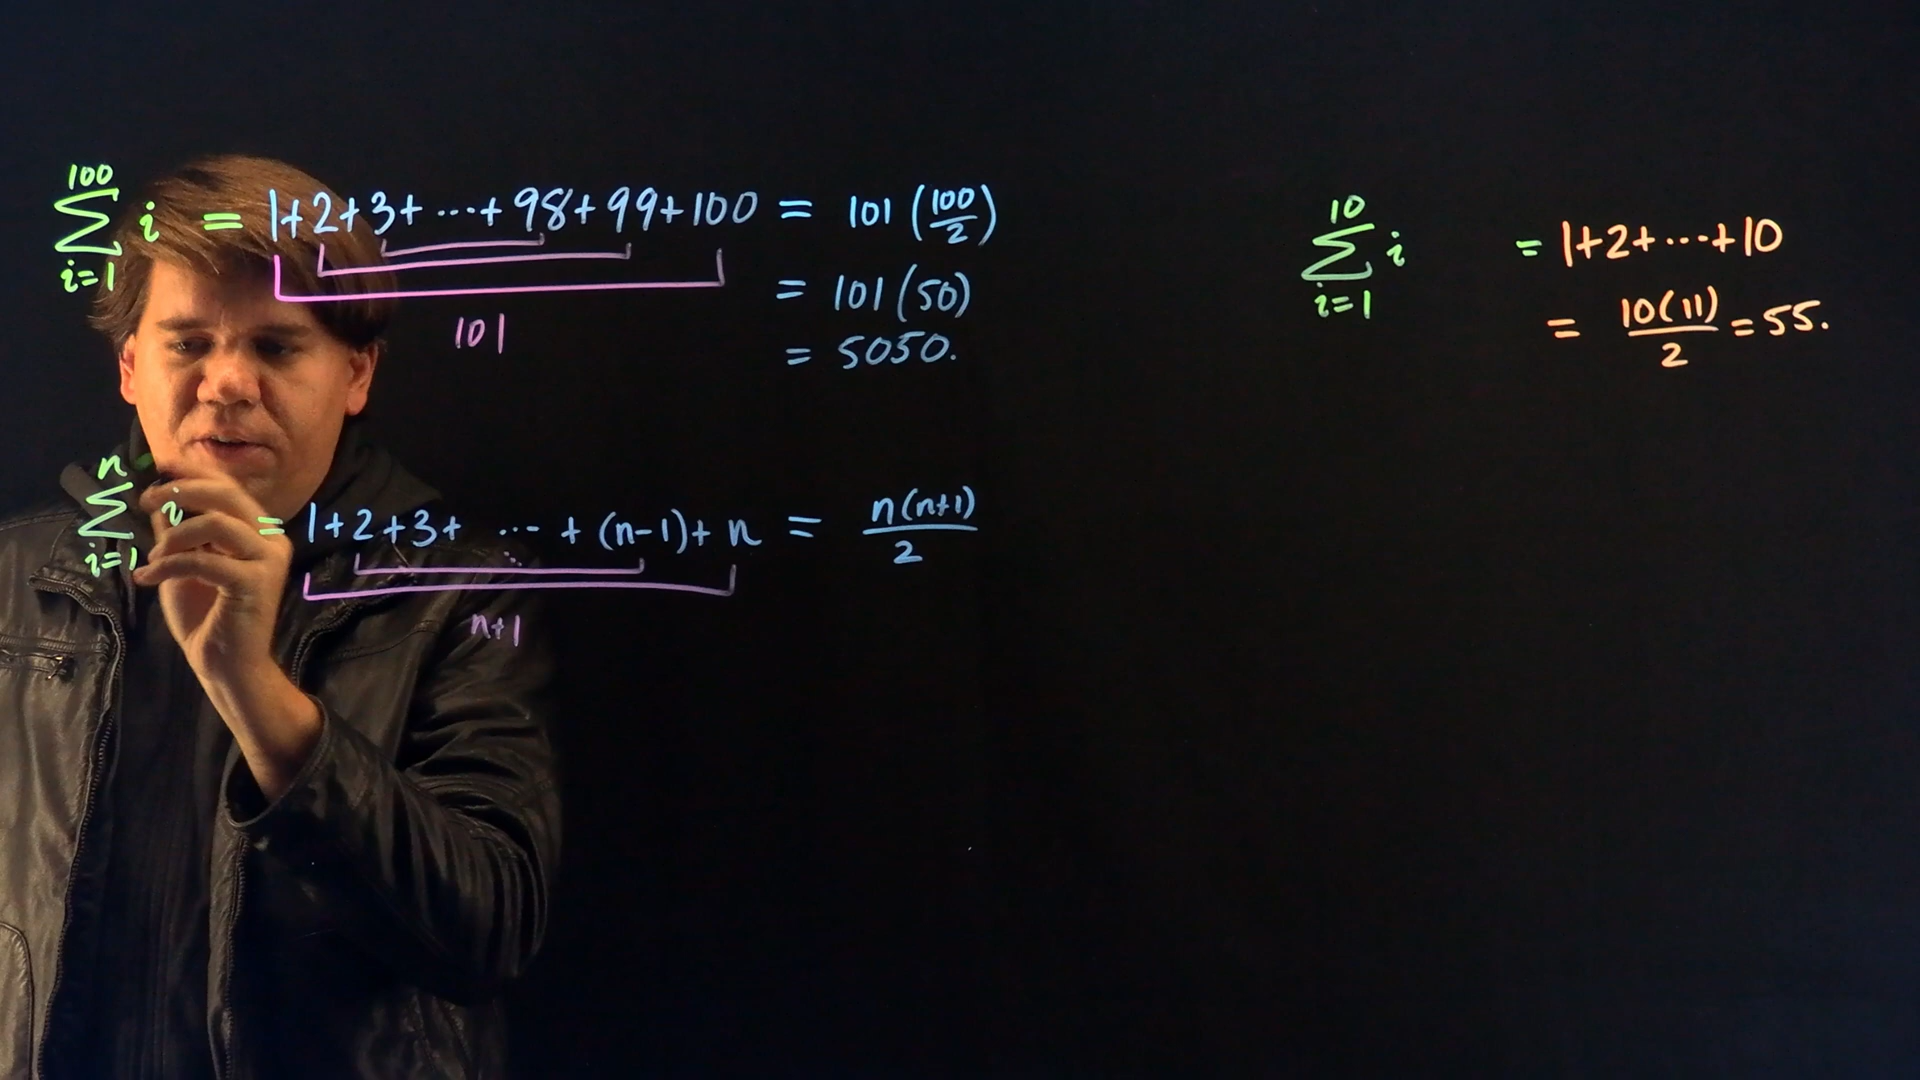 100
∑ i = 1+2+3+ ⋯ + 98+99+100 = 101 (100/2)
i=1
101
= 101 (50)
= 5050.
n
∑ i = 1+2+3+ ⋯ + (n-1)+ n = n(n+1)/2
i=1
n+1
10
∑ i = 1+2+⋯+10
i=1
= 10(11)/2 = 55.